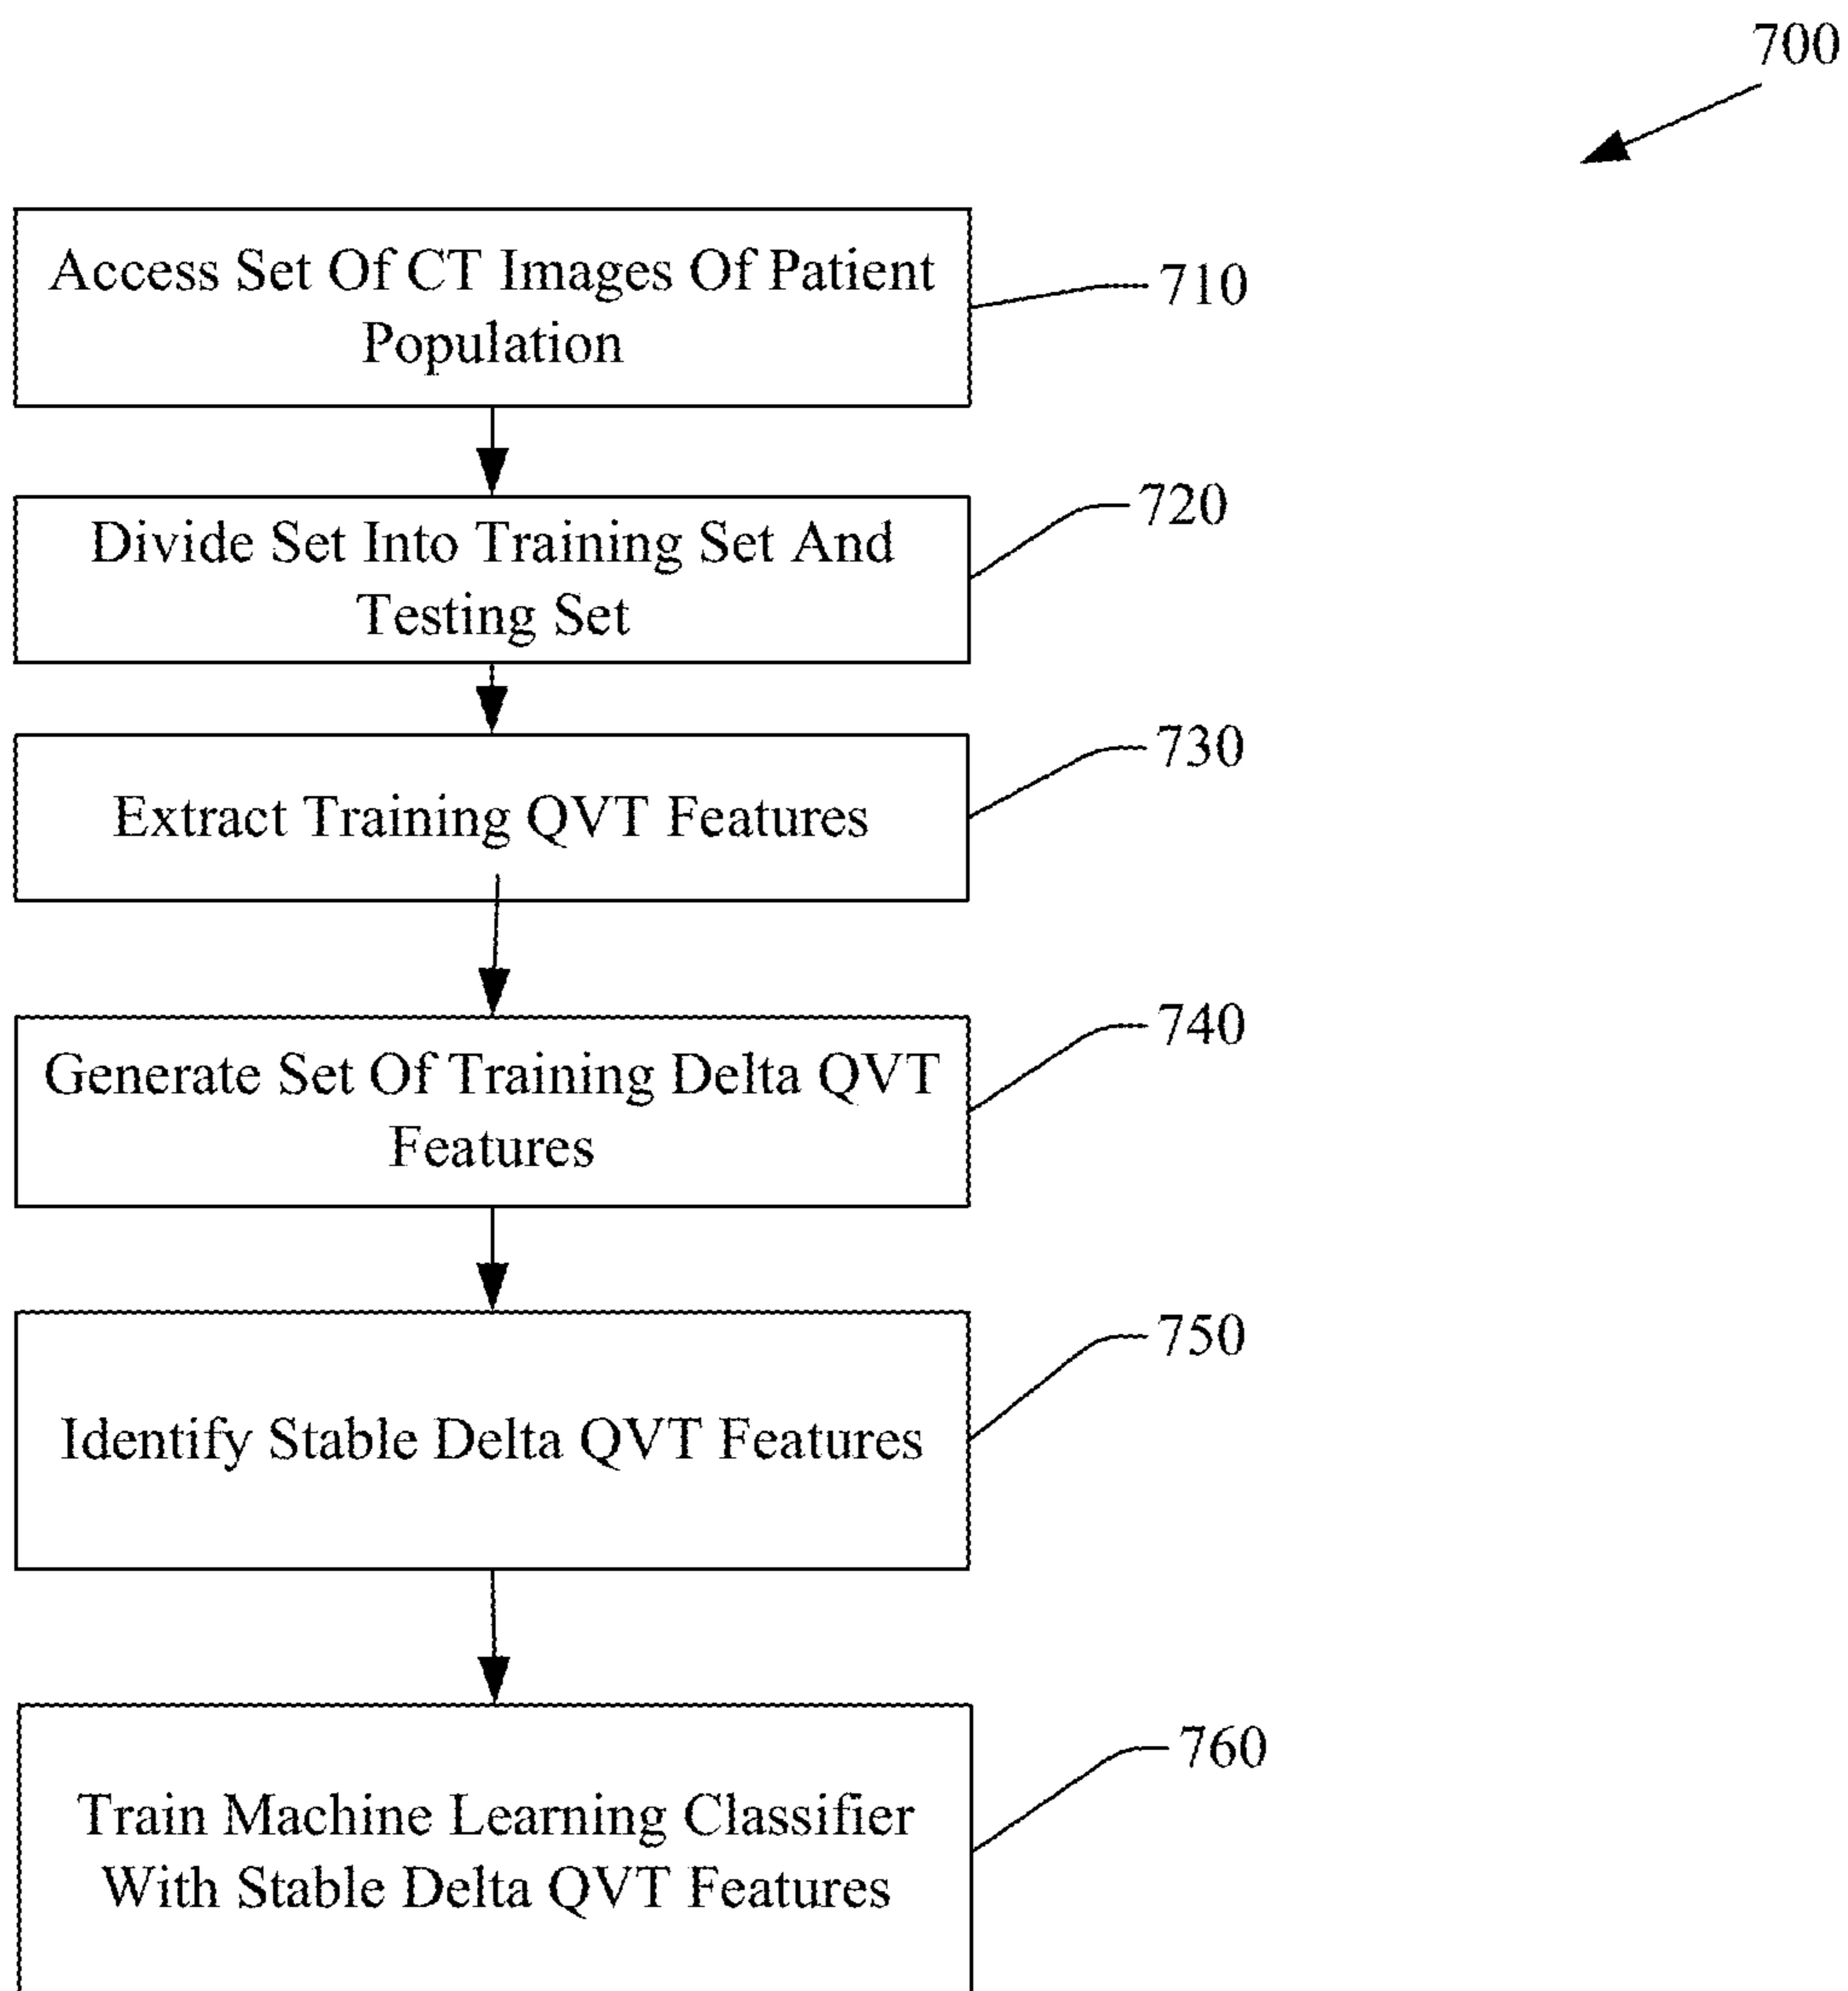 700
Access Set Of CT Images Of Patient
Population
710
Divide Set Into Training Set And
Testing Set
720
Extract Training QVT Features
730
Generate Set Of Training Delta QVT
Features
740
Identify Stable Delta QVT Features
750
Train Machine Learning Classifier
With Stable Delta QVT Features
760